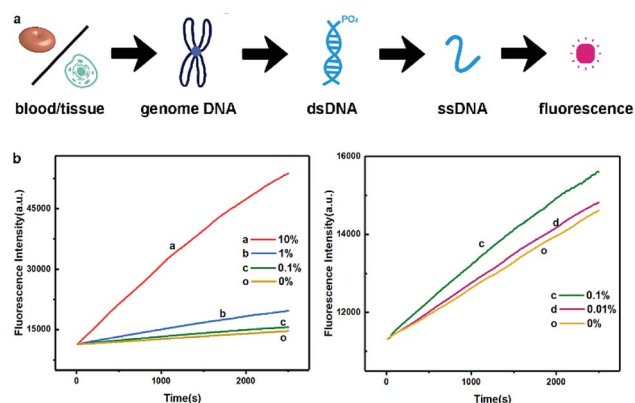 a
PO₄
blood/tissue genome DNA dsDNA ssDNA fluorescence
b
Fluorescence Intensity(a.u.)
45000
30000
15000
0 1000 2000
Time(s)
a
b
c
o
a 10%
b 1%
c 0.1%
o 0%
Fluorescence Intensity(a.u.)
16000
14000
12000
0 1000 2000
Time(s)
c
d
o
c 0.1%
d 0.01%
o 0%